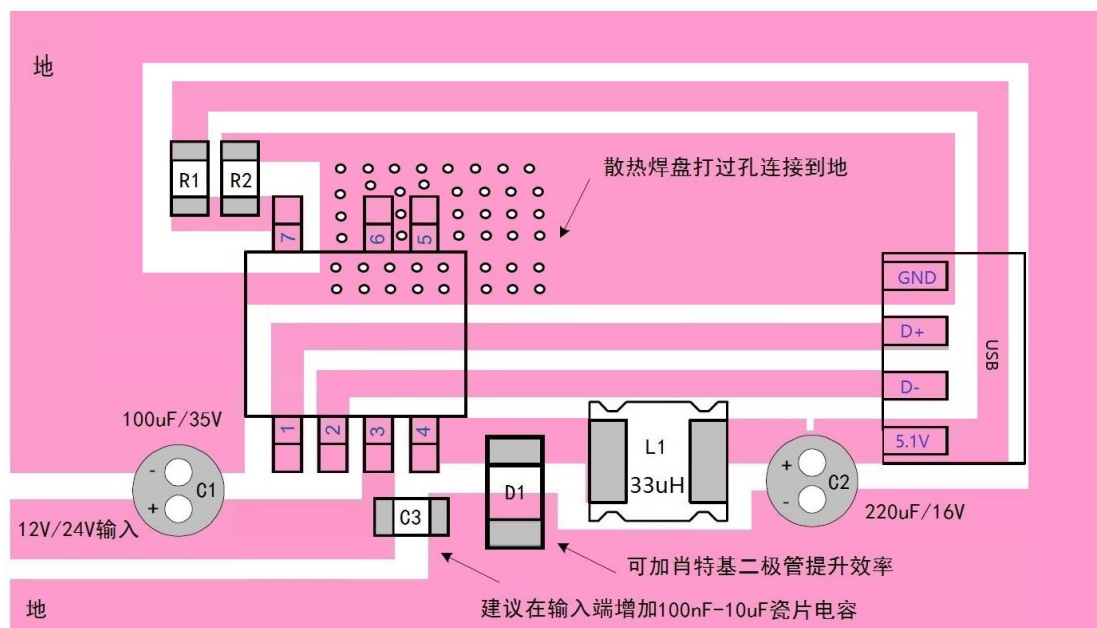 地
散热焊盘打过孔连接到地
R1
R2
7
6
5
GND
D+
USB
D-
5.1V
100uF/35V
1
2
3
4
-
+
C1
L1
33uH
+
-
C2
D1
C3
12V/24V输入
220uF/16V
可加肖特基二极管提升效率
建议在输入端增加100nF-10uF瓷片电容
地